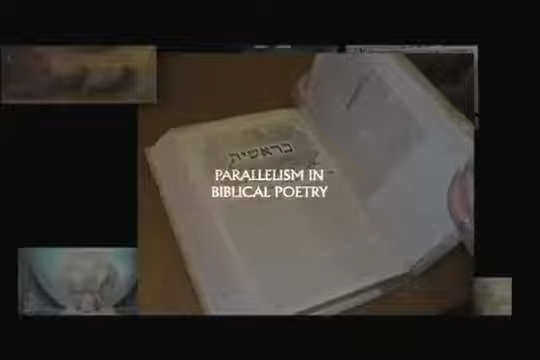 בראשית
PARALLELISM IN
BIBLICAL POETRY